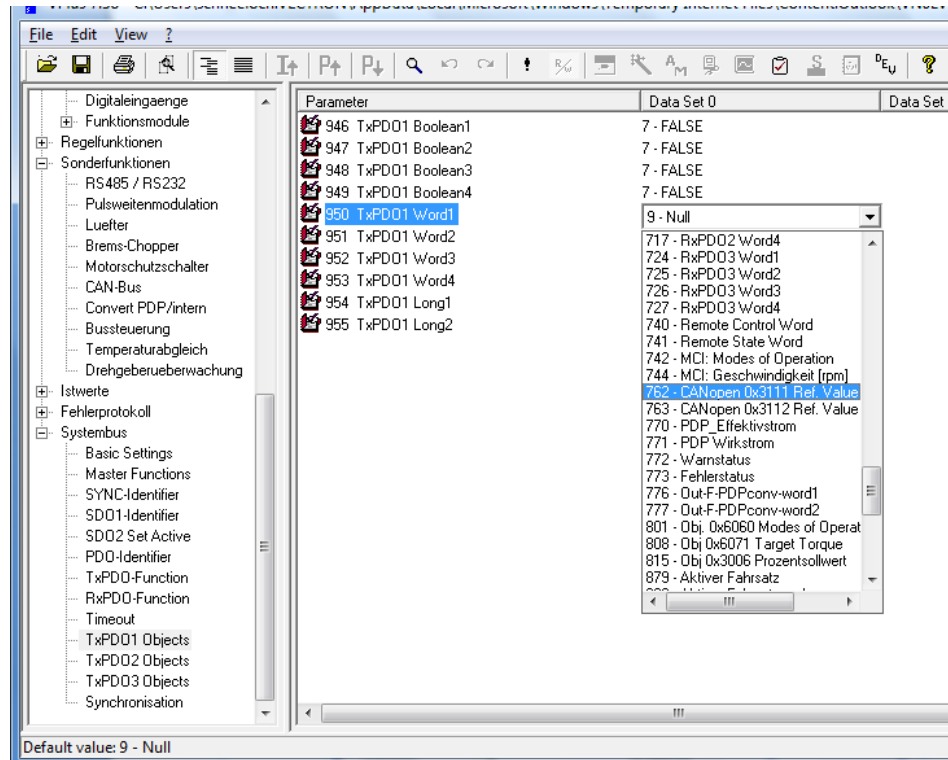 File Edit View ?
Digitaleingaenge
Funktionsmodule
Regelfunktionen
Sonderfunktionen
RS485 / RS232
Pulsweitenmodulation
Luefter
Brems-Chopper
Motorschutzschalter
CAN-Bus
Convert PDP/intern
Bussteuerung
Temperaturabgleich
Drehgeberueberwachung
Istwerte
Fehlerprotokoll
Systembus
Basic Settings
Master Functions
SYNC-Identifier
SDO1-Identifier
SDO2 Set Active
PDO-Identifier
TxPDO-Function
RxPDO-Function
Timeout
TxPDO1 Objects
TxPDO2 Objects
TxPDO3 Objects
Synchronisation
Parameter Data Set 0 Data Set
946 TxPDO1 Boolean1 7 - FALSE
947 TxPDO1 Boolean2 7 - FALSE
948 TxPDO1 Boolean3 7 - FALSE
949 TxPDO1 Boolean4 7 - FALSE
950 TxPDO1 Word1 9 - Null
951 TxPDO1 Word2
952 TxPDO1 Word3
953 TxPDO1 Word4
954 TxPDO1 Long1
955 TxPDO1 Long2
717 - RxPDO2 Word4
724 - RxPDO3 Word1
725 - RxPDO3 Word2
726 - RxPDO3 Word3
727 - RxPDO3 Word4
740 - Remote Control Word
741 - Remote State Word
742 - MCI: Modes of Operation
744 - MCI: Geschwindigkeit [rpm]
762 - CANopen 0x3111 Ref. Value
763 - CANopen 0x3112 Ref. Value
770 - PDP_Effektivstrom
771 - PDP Wirkstrom
772 - Warnstatus
773 - Fehlerstatus
776 - Out-F-PDPconv-word1
777 - Out-F-PDPconv-word2
801 - Obj. 0x6060 Modes of Operat
808 - Obj 0x6071 Target Torque
815 - Obj 0x3006 Prozentsollwert
879 - Aktiver Fahrsatz
Default value: 9 - Null